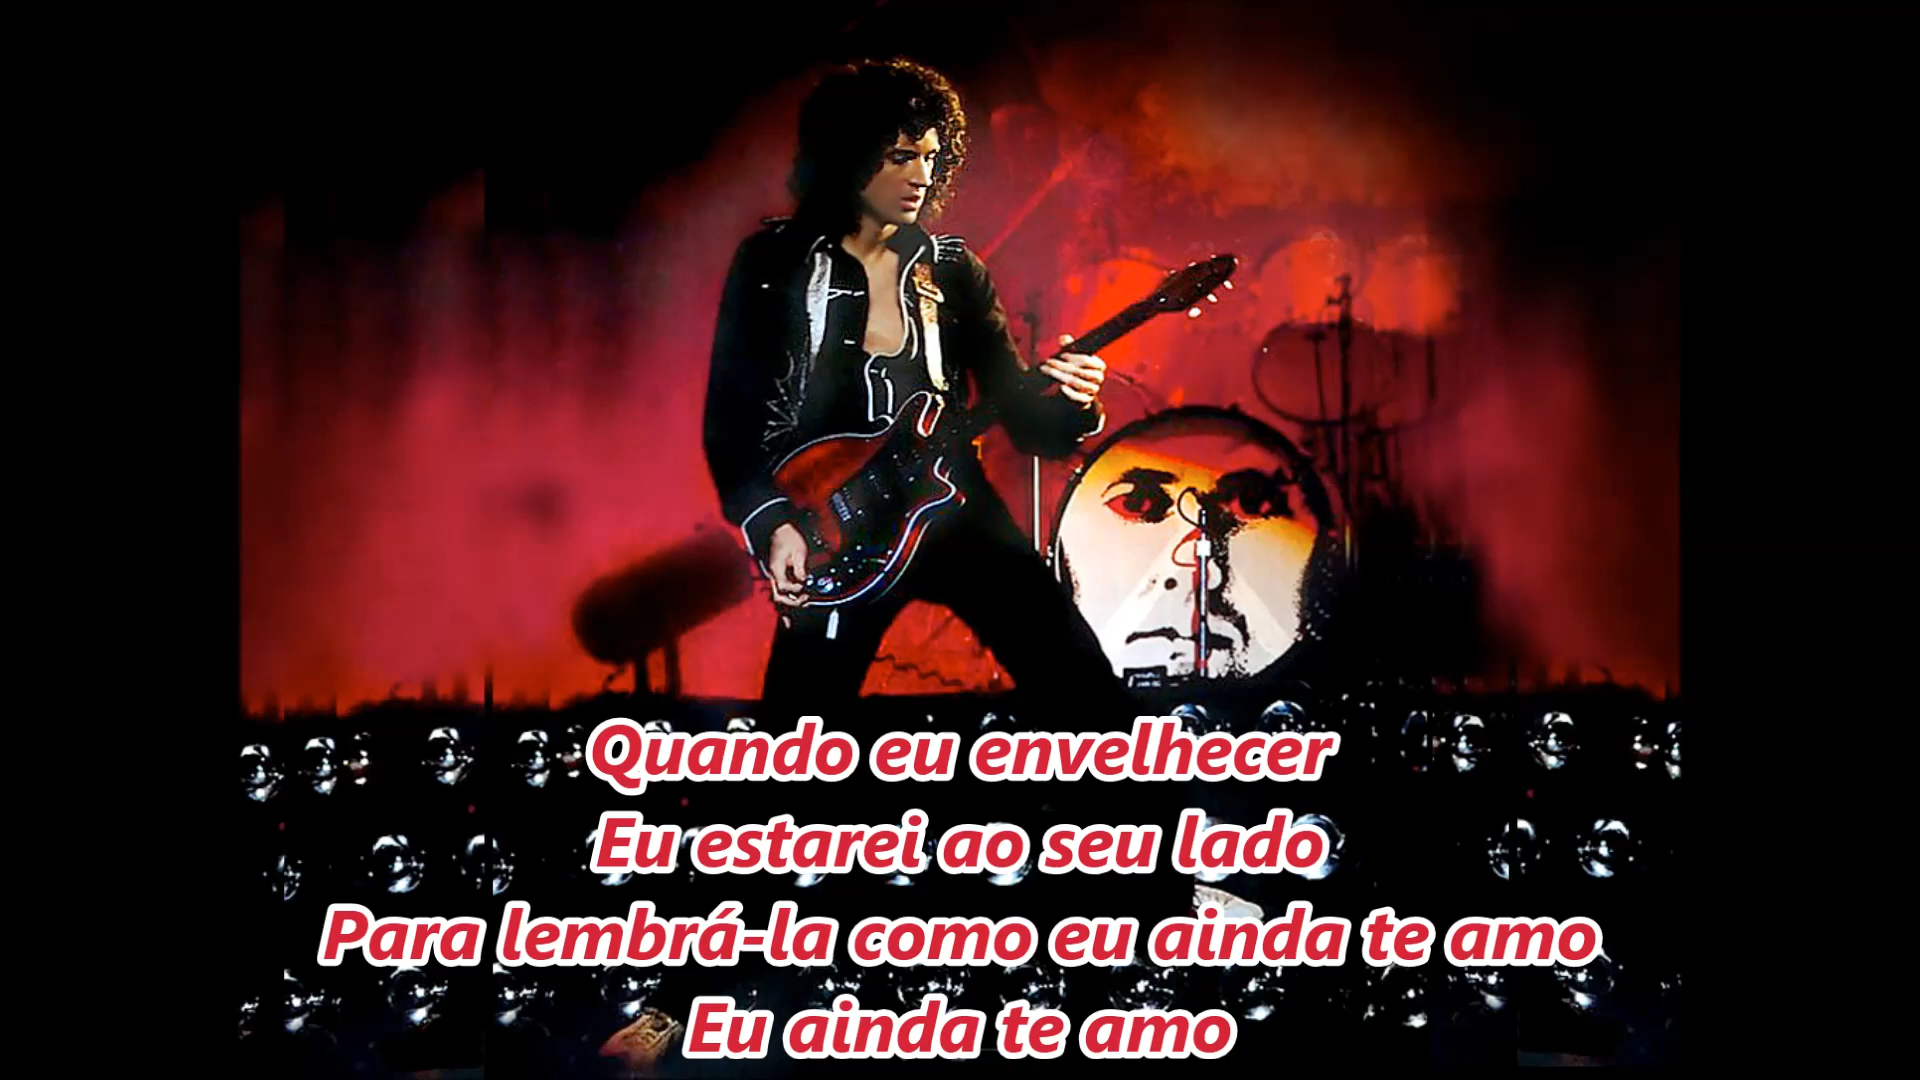 Quando eu envelhecer
Eu estarei ao seu lado
Para lembrá-la como eu ainda te amo
Eu ainda te amo